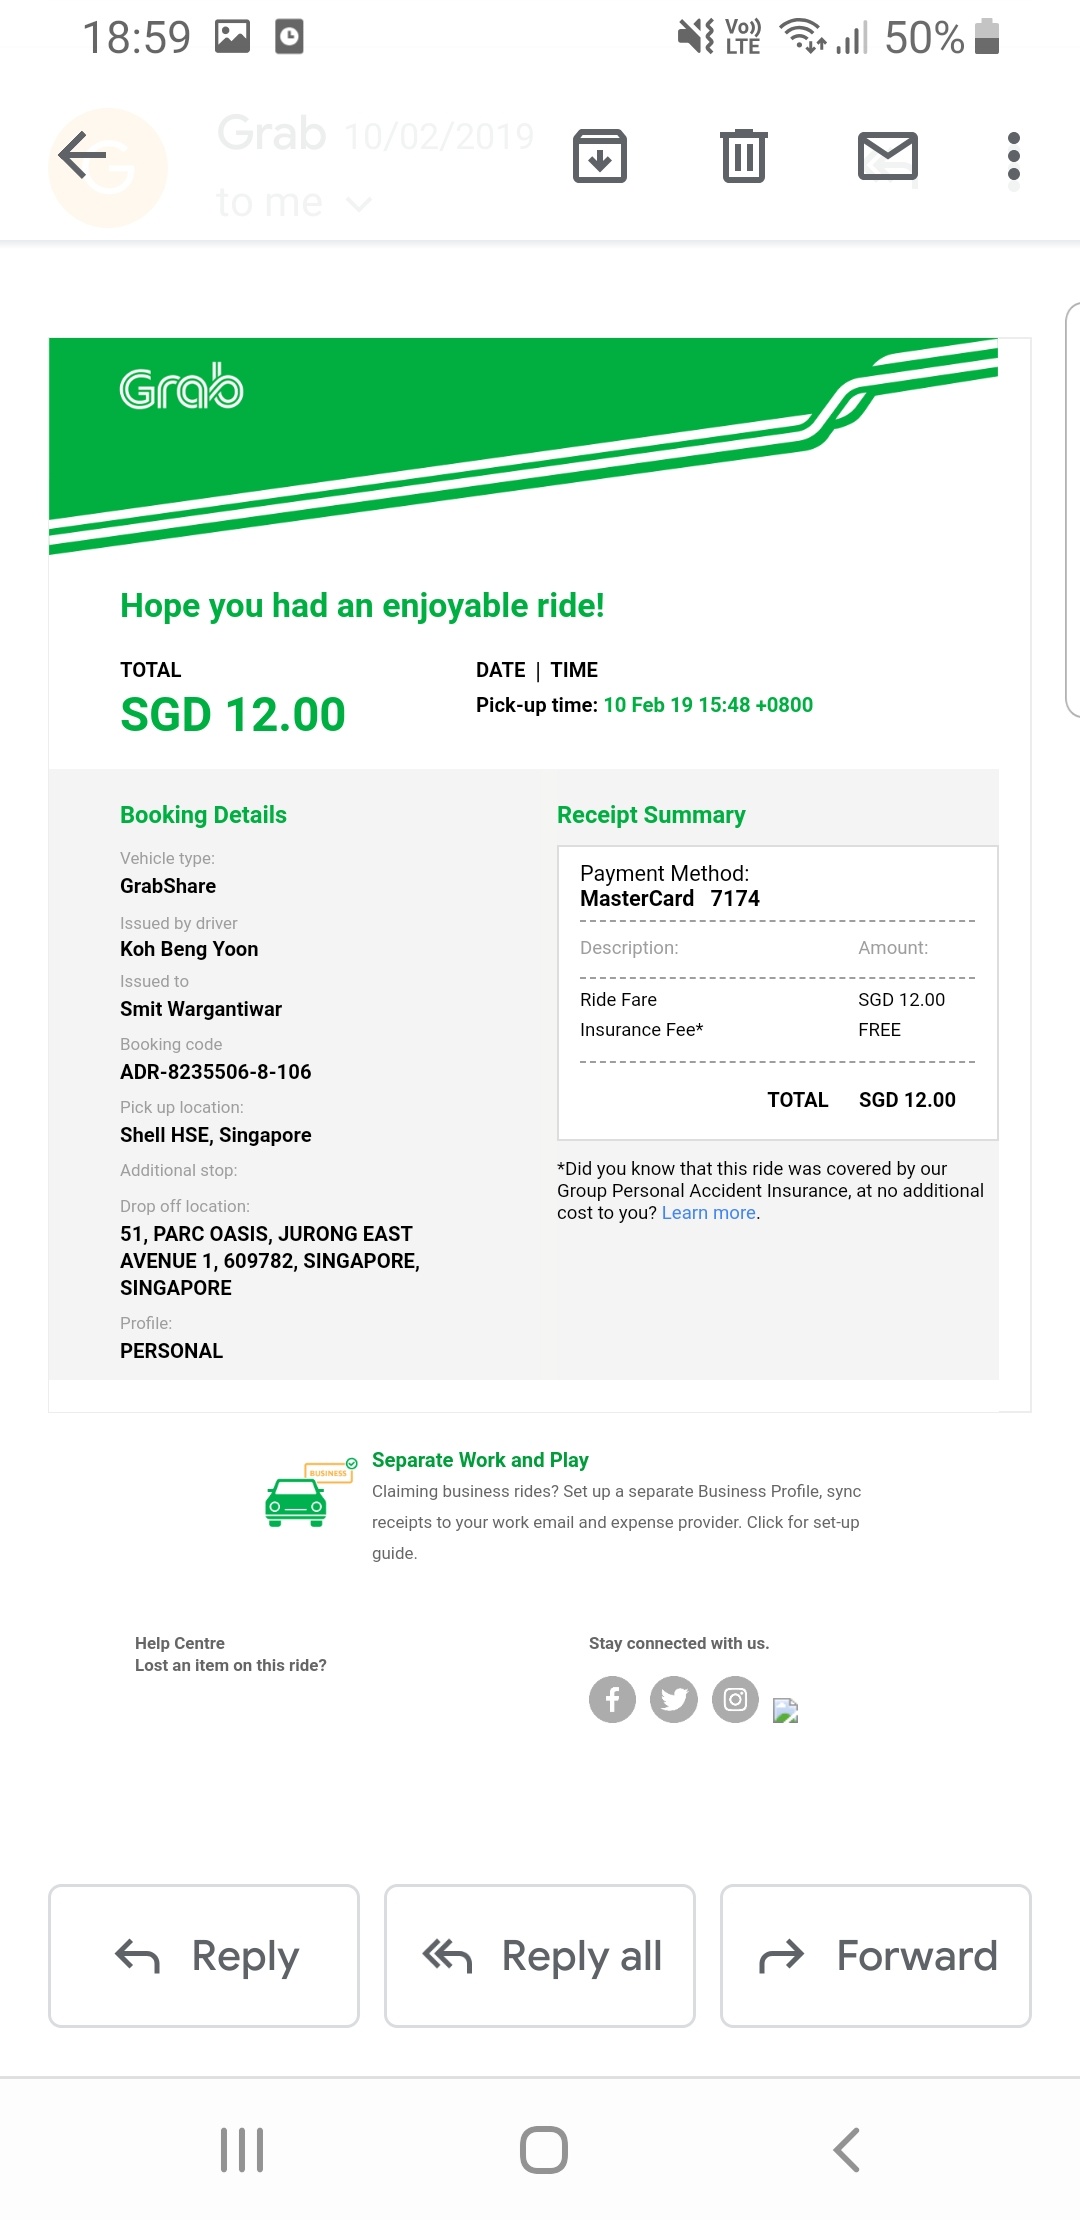 18:59
Vo))
LTE
50%
Grab 10/02/2019
to me
G
Grab
Hope you had an enjoyable ride!
TOTAL
SGD 12.00
DATE | TIME
Pick-up time: 10 Feb 19 15:48 +0800
Booking Details
Vehicle type:
GrabShare
Issued by driver
Koh Beng Yoon
Issued to
Smit Wargantiwar
Booking code
ADR-8235506-8-106
Pick up location:
Shell HSE, Singapore
Additional stop:
Drop off location:
51, PARC OASIS, JURONG EAST
AVENUE 1, 609782, SINGAPORE,
SINGAPORE
Profile:
PERSONAL
Receipt Summary
Payment Method:
MasterCard 7174
Description: Amount:
Ride Fare SGD 12.00
Insurance Fee* FREE
TOTAL SGD 12.00
*Did you know that this ride was covered by our
Group Personal Accident Insurance, at no additional
cost to you? Learn more.
BUSINESS
Separate Work and Play
Claiming business rides? Set up a separate Business Profile, sync
receipts to your work email and expense provider. Click for set-up
guide.
Help Centre
Lost an item on this ride?
Stay connected with us.
Reply
Reply all
Forward